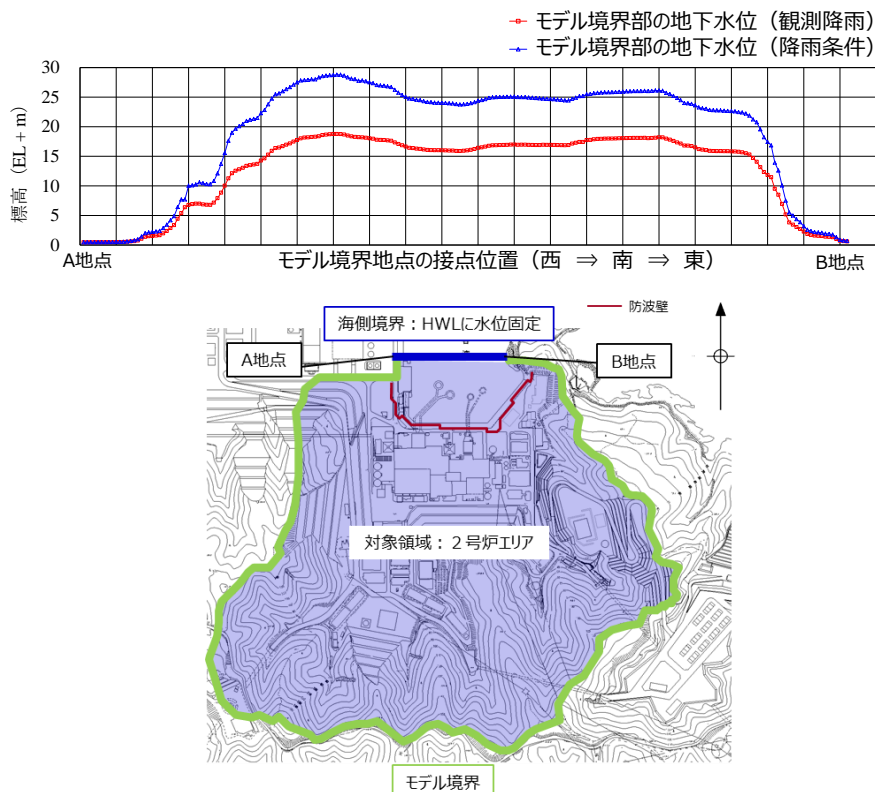 モデル境界部の地下水位（観測降雨）
モデル境界部の地下水位（降雨条件）
30
25
20
15
10
5
0
標高（EL＋m）
A地点
モデル境界地点の接点位置（西 ⇒ 南 ⇒ 東）
B地点
防波壁
海側境界：HWLに水位固定
A地点
B地点
対象領域：２号炉エリア
モデル境界